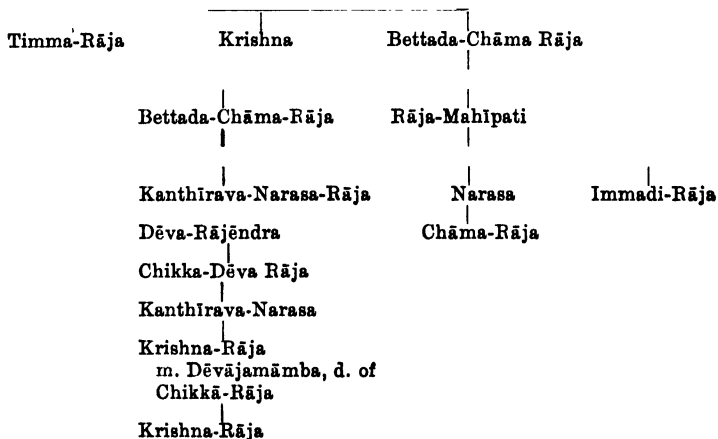 Timma-Rāja Krishna Bettada-Chāma Rāja
Bettada-Chāma-Rāja Rāja-Mahīpati
Kanthīrava-Narasa-Rāja Narasa Immadi-Rāja
Dēva-Rājēndra Chāma-Rāja
Chikka-Dēva Rāja
Kanthīrava-Narasa
Krishna-Rāja
m. Dēvājamāmba, d. of
Chikkā-Rāja
Krishna-Rāja